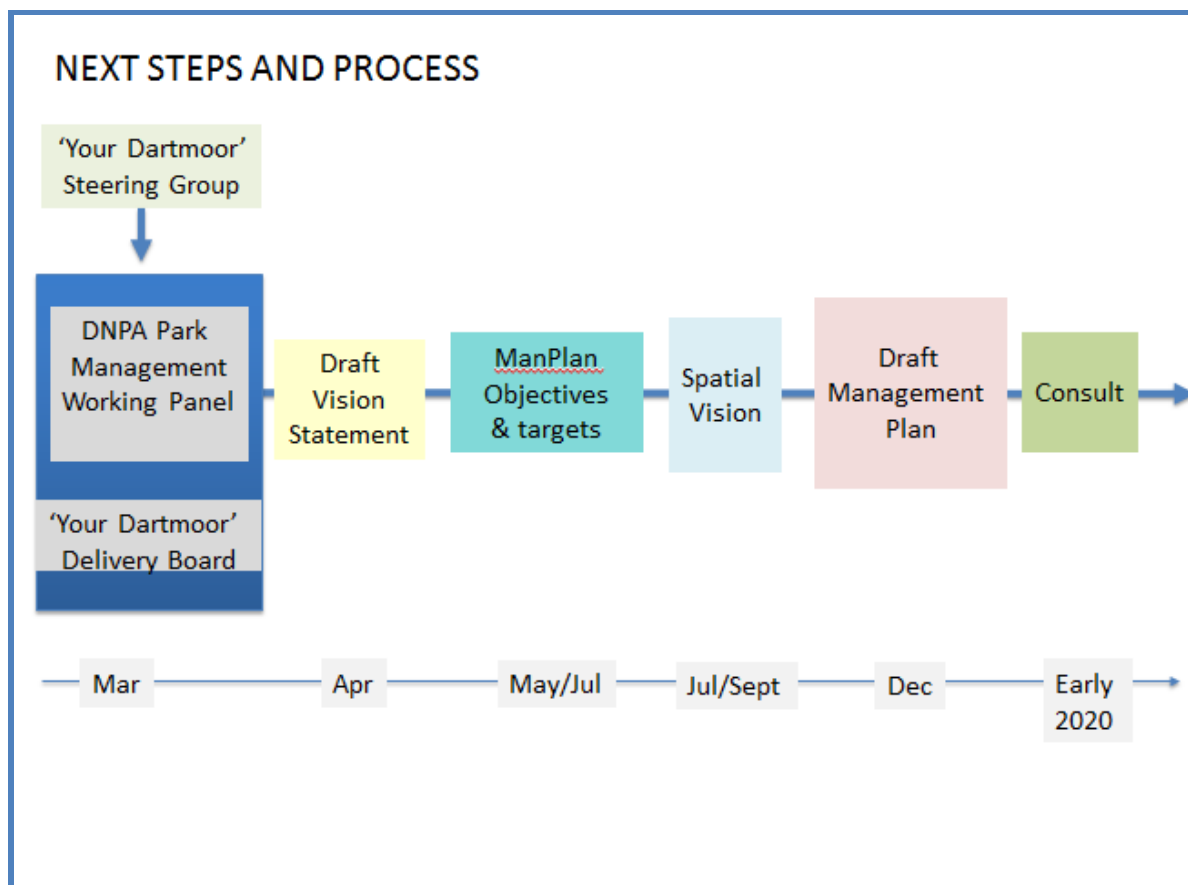 NEXT STEPS AND PROCESS
‘Your Dartmoor’
Steering Group
DNPA Park
Management
Working Panel
‘Your Dartmoor’
Delivery Board
Draft
Vision
Statement
ManPlan
Objectives
& targets
Spatial
Vision
Draft
Management
Plan
Consult
Mar
Apr
May/Jul
Jul/Sept
Dec
Early
2020